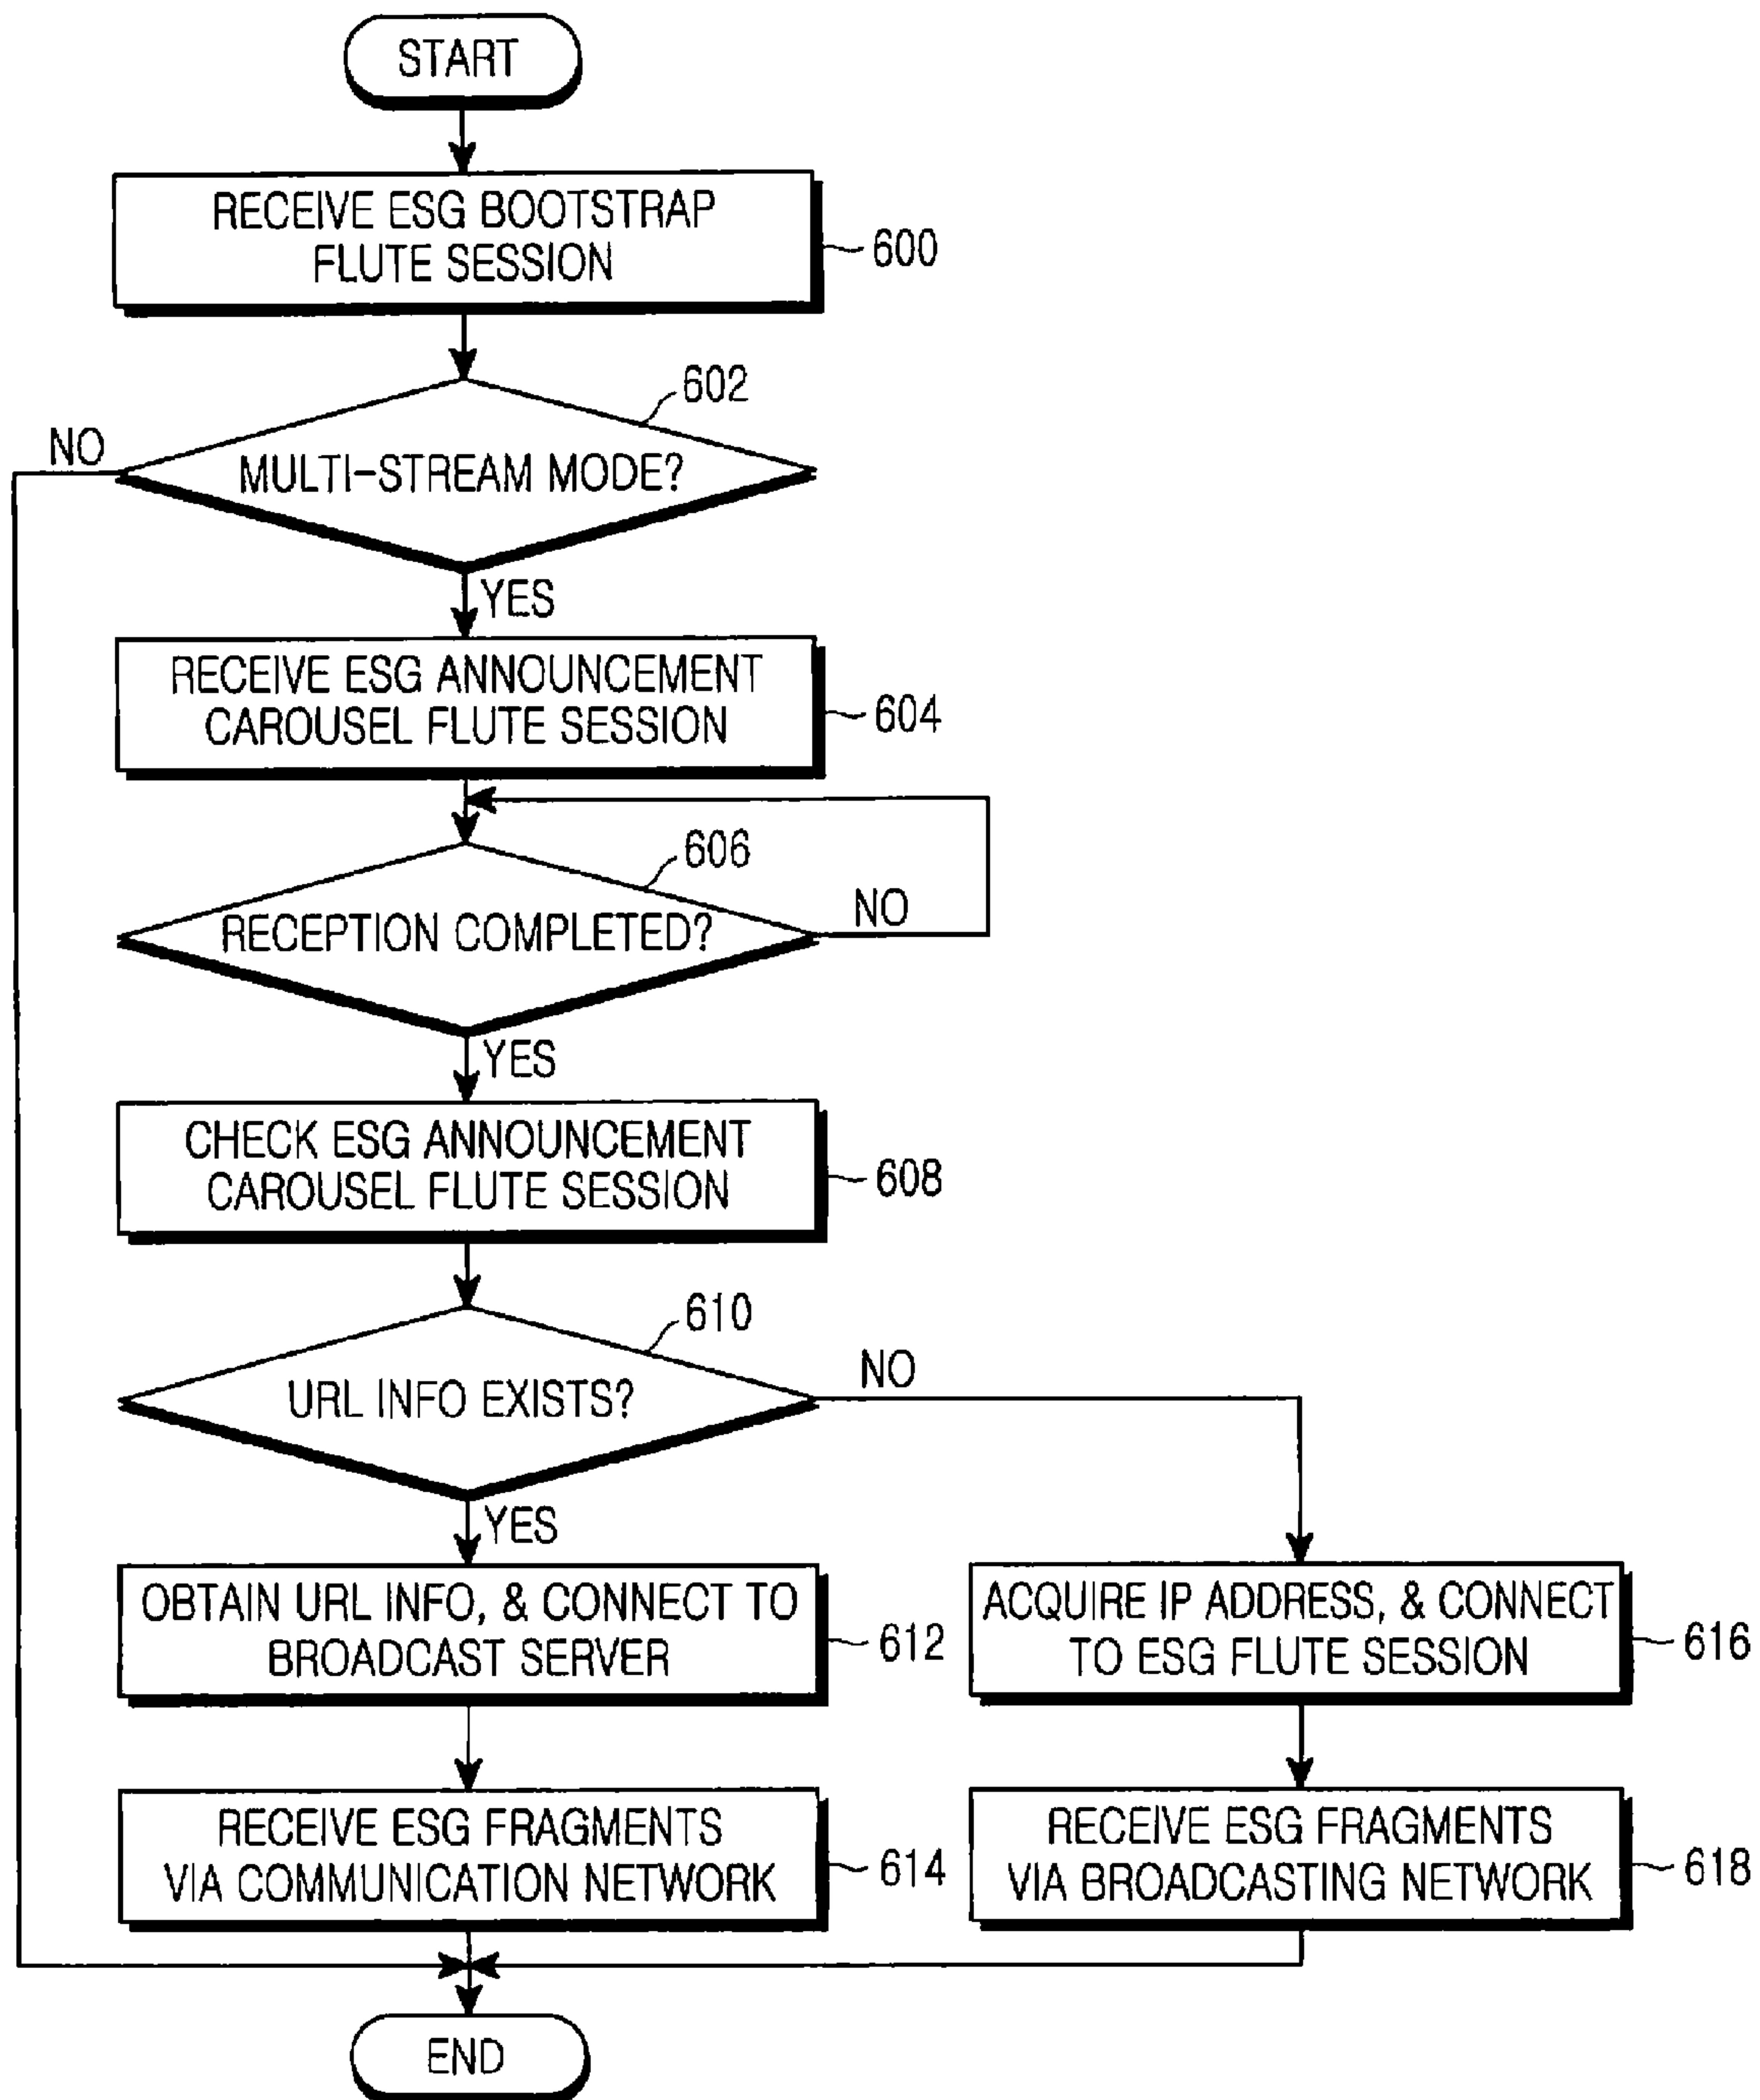 START
RECEIVE ESG BOOTSTRAP
FLUTE SESSION
600
602
NO
MULTI-STREAM MODE?
YES
RECEIVE ESG ANNOUNCEMENT
CAROUSEL FLUTE SESSION
604
606
RECEPTION COMPLETED?
NO
YES
CHECK ESG ANNOUNCEMENT
CAROUSEL FLUTE SESSION
608
610
URL INFO EXISTS?
NO
YES
OBTAIN URL INFO, & CONNECT TO
BROADCAST SERVER
612
ACQUIRE IP ADDRESS, & CONNECT
TO ESG FLUTE SESSION
616
RECEIVE ESG FRAGMENTS
VIA COMMUNICATION NETWORK
614
RECEIVE ESG FRAGMENTS
VIA BROADCASTING NETWORK
618
END